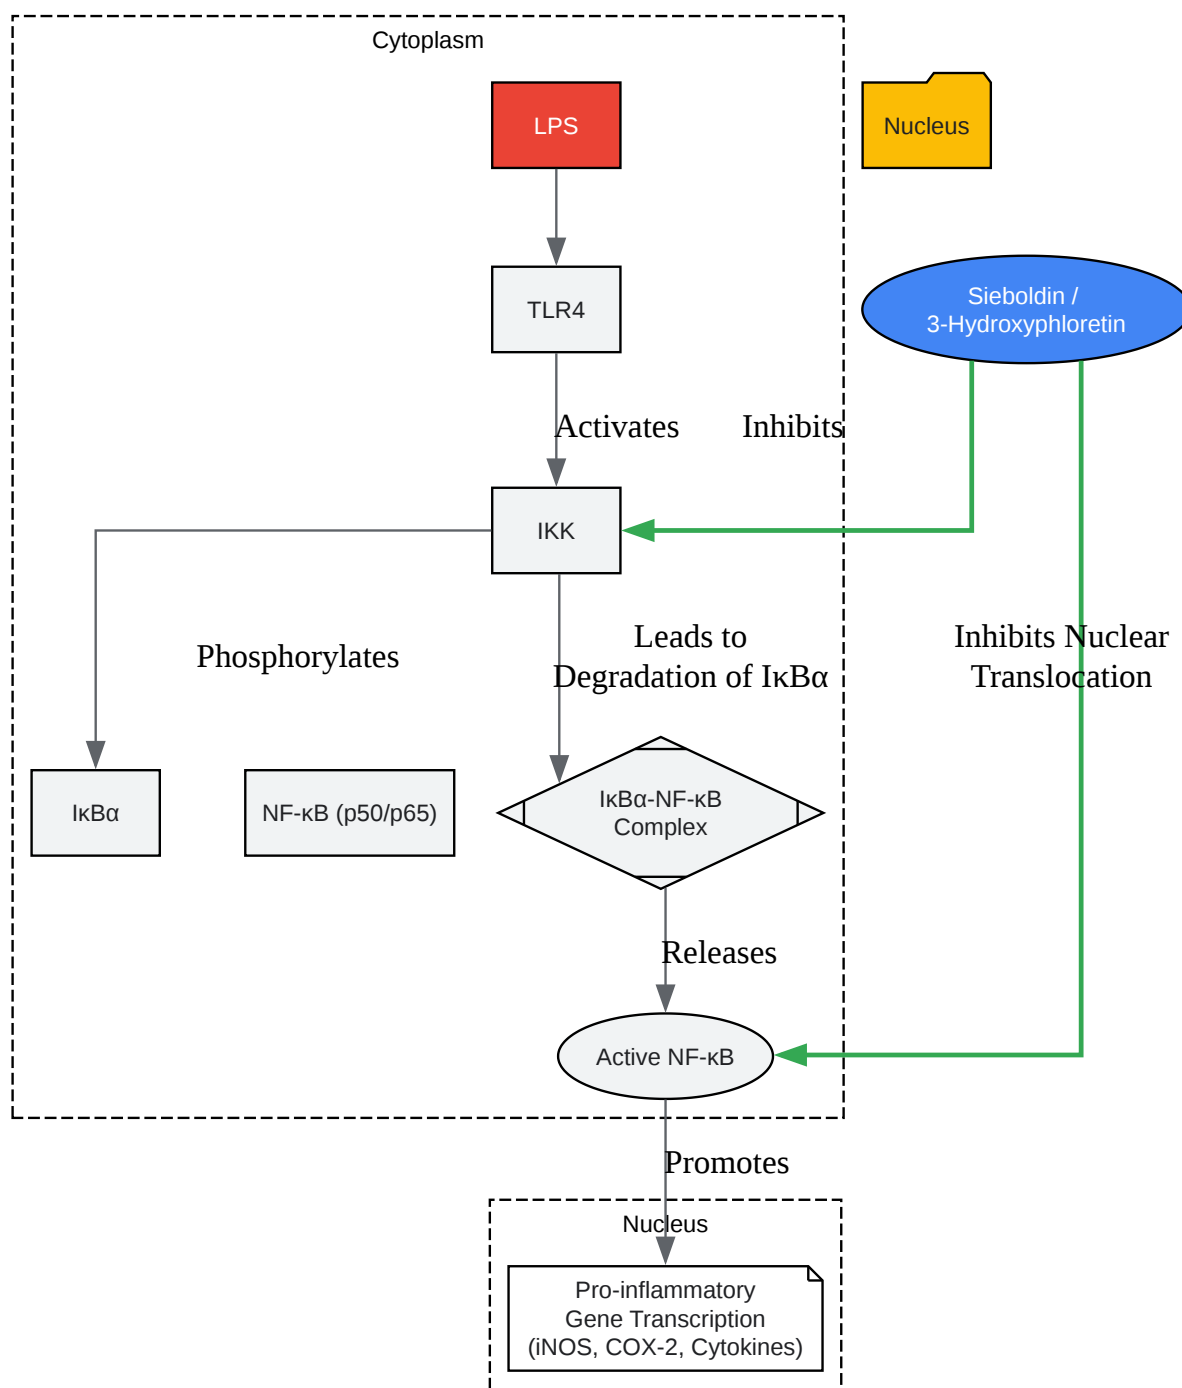 Cytoplasm
LPS
Nucleus
TLR4
Sieboldin /
3-Hydroxyphloretin
Activates
Inhibits
IKK
Phosphorylates
Leads to
Degradation of IκBα
Inhibits Nuclear
Translocation
IκBα
NF-κB (p50/p65)
IκBα-NF-κB
Complex
Releases
Active NF-κB
Promotes
Nucleus
Pro-inflammatory
Gene Transcription
(iNOS, COX-2, Cytokines)